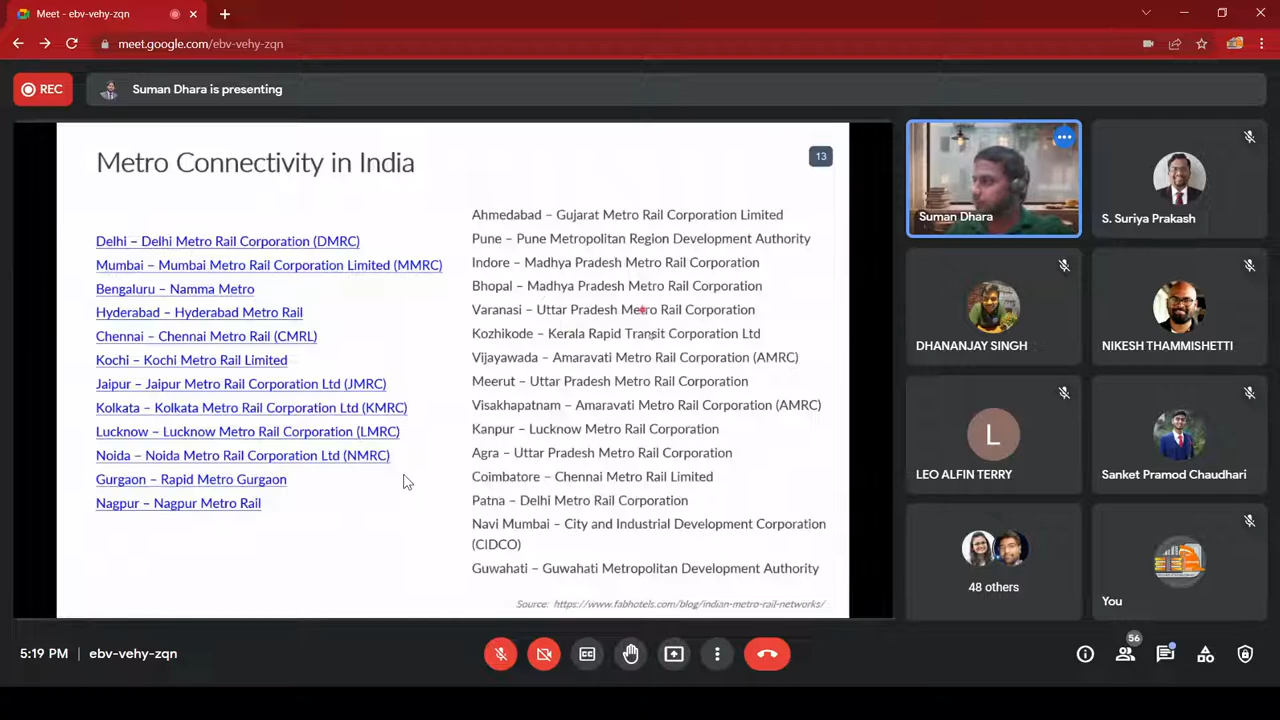 Meet - ebv-vehy-zqn
meet.google.com/ebv-vehy-zqn
REC
Suman Dhara is presenting
Metro Connectivity in India
13
Delhi – Delhi Metro Rail Corporation (DMRC)
Mumbai – Mumbai Metro Rail Corporation Limited (MMRC)
Bengaluru – Namma Metro
Hyderabad – Hyderabad Metro Rail
Chennai – Chennai Metro Rail (CMRL)
Kochi – Kochi Metro Rail Limited
Jaipur – Jaipur Metro Rail Corporation Ltd (JMRC)
Kolkata – Kolkata Metro Rail Corporation Ltd (KMRC)
Lucknow – Lucknow Metro Rail Corporation (LMRC)
Noida – Noida Metro Rail Corporation Ltd (NMRC)
Gurgaon – Rapid Metro Gurgaon
Nagpur – Nagpur Metro Rail
Ahmedabad – Gujarat Metro Rail Corporation Limited
Pune – Pune Metropolitan Region Development Authority
Indore – Madhya Pradesh Metro Rail Corporation
Bhopal – Madhya Pradesh Metro Rail Corporation
Varanasi – Uttar Pradesh Metro Rail Corporation
Kozhikode – Kerala Rapid Transit Corporation Ltd
Vijayawada – Amaravati Metro Rail Corporation (AMRC)
Meerut – Uttar Pradesh Metro Rail Corporation
Visakhapatnam – Amaravati Metro Rail Corporation (AMRC)
Kanpur – Lucknow Metro Rail Corporation
Agra – Uttar Pradesh Metro Rail Corporation
Coimbatore – Chennai Metro Rail Limited
Patna – Delhi Metro Rail Corporation
Navi Mumbai – City and Industrial Development Corporation
(CIDCO)
Guwahati – Guwahati Metropolitan Development Authority
Source: https://www.fabhotels.com/blog/indian-metro-rail-networks/
Suman Dhara
S. Suriya Prakash
DHANANJAY SINGH
NIKESH THAMMISHETTI
L
LEO ALFIN TERRY
Sanket Pramod Chaudhari
48 others
You
5:19 PM | ebv-vehy-zqn
56